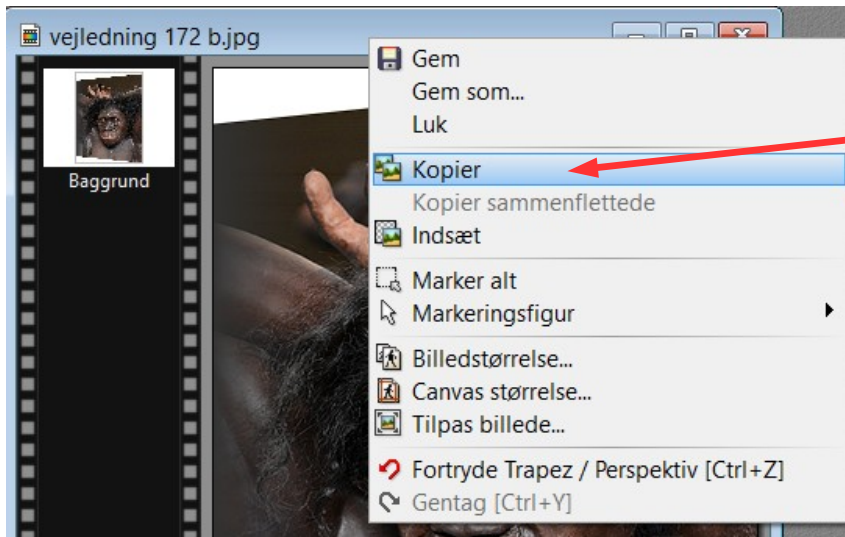 vejledning 172 b.jpg
Baggrund
Gem
Gem som...
Luk
Kopier
Kopier sammenflettede
Indsæt
Marker alt
Markeringsfigur
Billedstørrelse...
Canvas størrelse...
Tilpas billede...
Fortryde Trapez / Perspektiv [Ctrl+Z]
Gentag [Ctrl+Y]